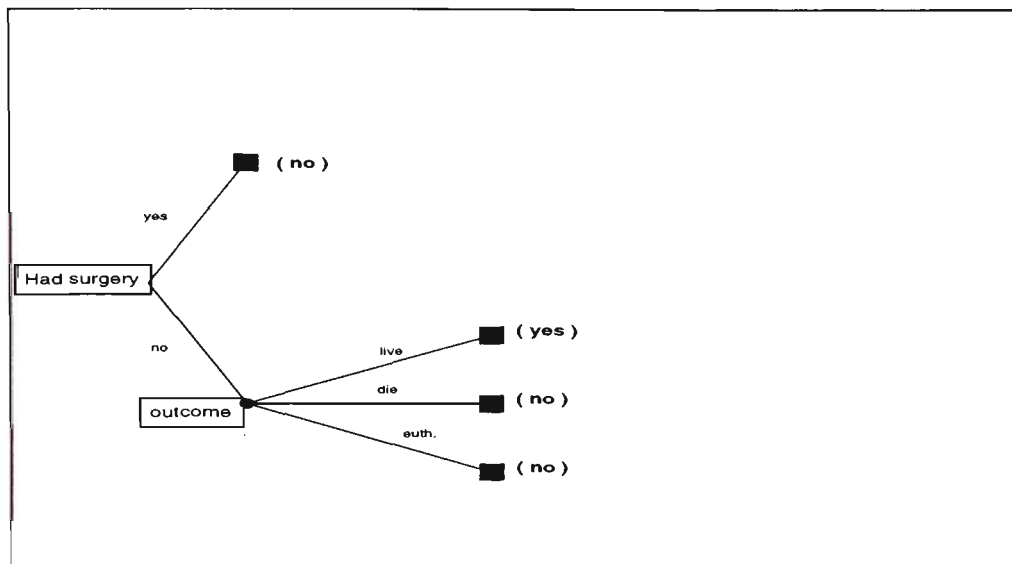 ( no )
yes
Had surgery
no
live
( yes )
die
( no )
outcome
euth.
( no )